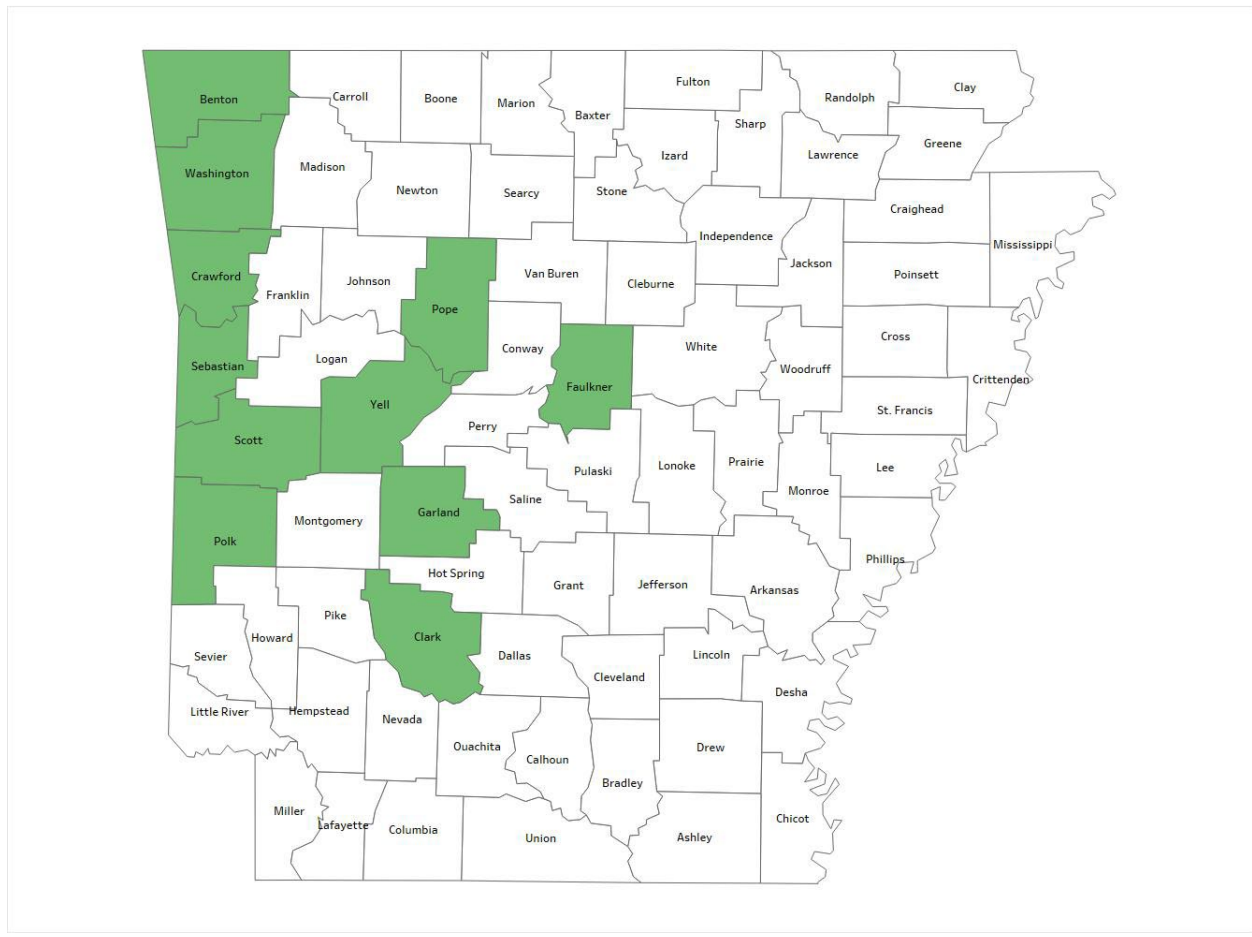 Benton
Carroll
Boone
Marion
Baxter
Fulton
Sharp
Randolph
Clay
Washington
Madison
Newton
Searcy
Stone
Izard
Lawrence
Greene
Craighead
Mississippi
Crawford
Franklin
Johnson
Pope
Van Buren
Cleburne
Independence
Jackson
Poinsett
Sebastian
Logan
Conway
Faulkner
White
Woodruff
Cross
Crittenden
Yell
St. Francis
Scott
Perry
Pulaski
Lonoke
Prairie
Monroe
Lee
Polk
Montgomery
Garland
Saline
Hot Spring
Grant
Jefferson
Arkansas
Phillips
Sevier
Howard
Pike
Clark
Dallas
Cleveland
Lincoln
Desha
Little River
Hempstead
Nevada
Ouachita
Calhoun
Bradley
Drew
Miller
Lafayette
Columbia
Union
Ashley
Chicot